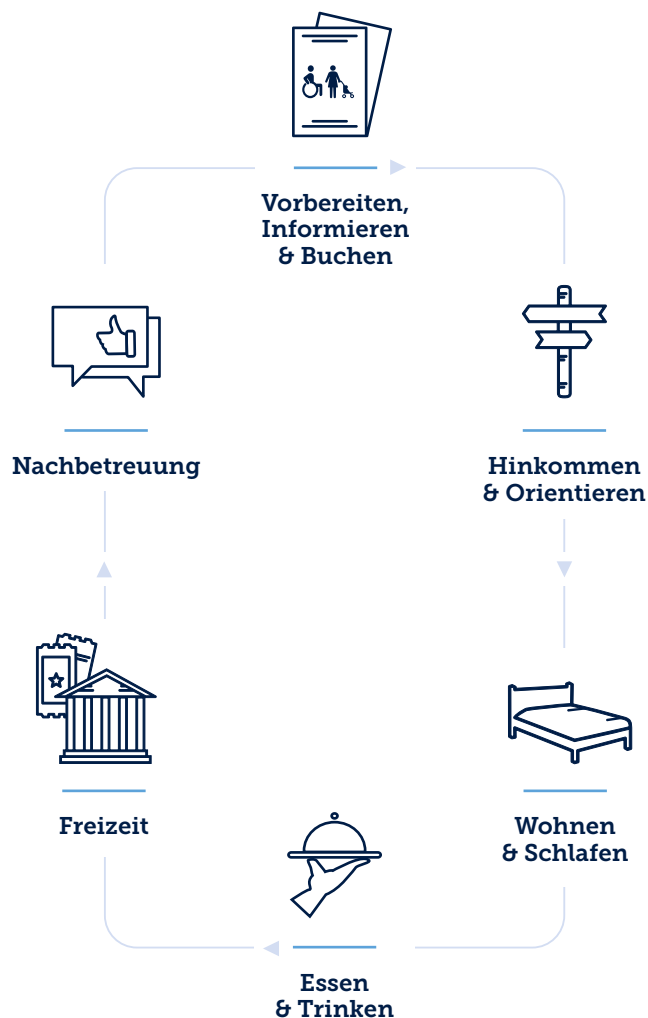 Vorbereiten,
Informieren
& Buchen
Nachbetreuung
Hinkommen
& Orientieren
Freizeit
Wohnen
& Schlafen
Essen
& Trinken